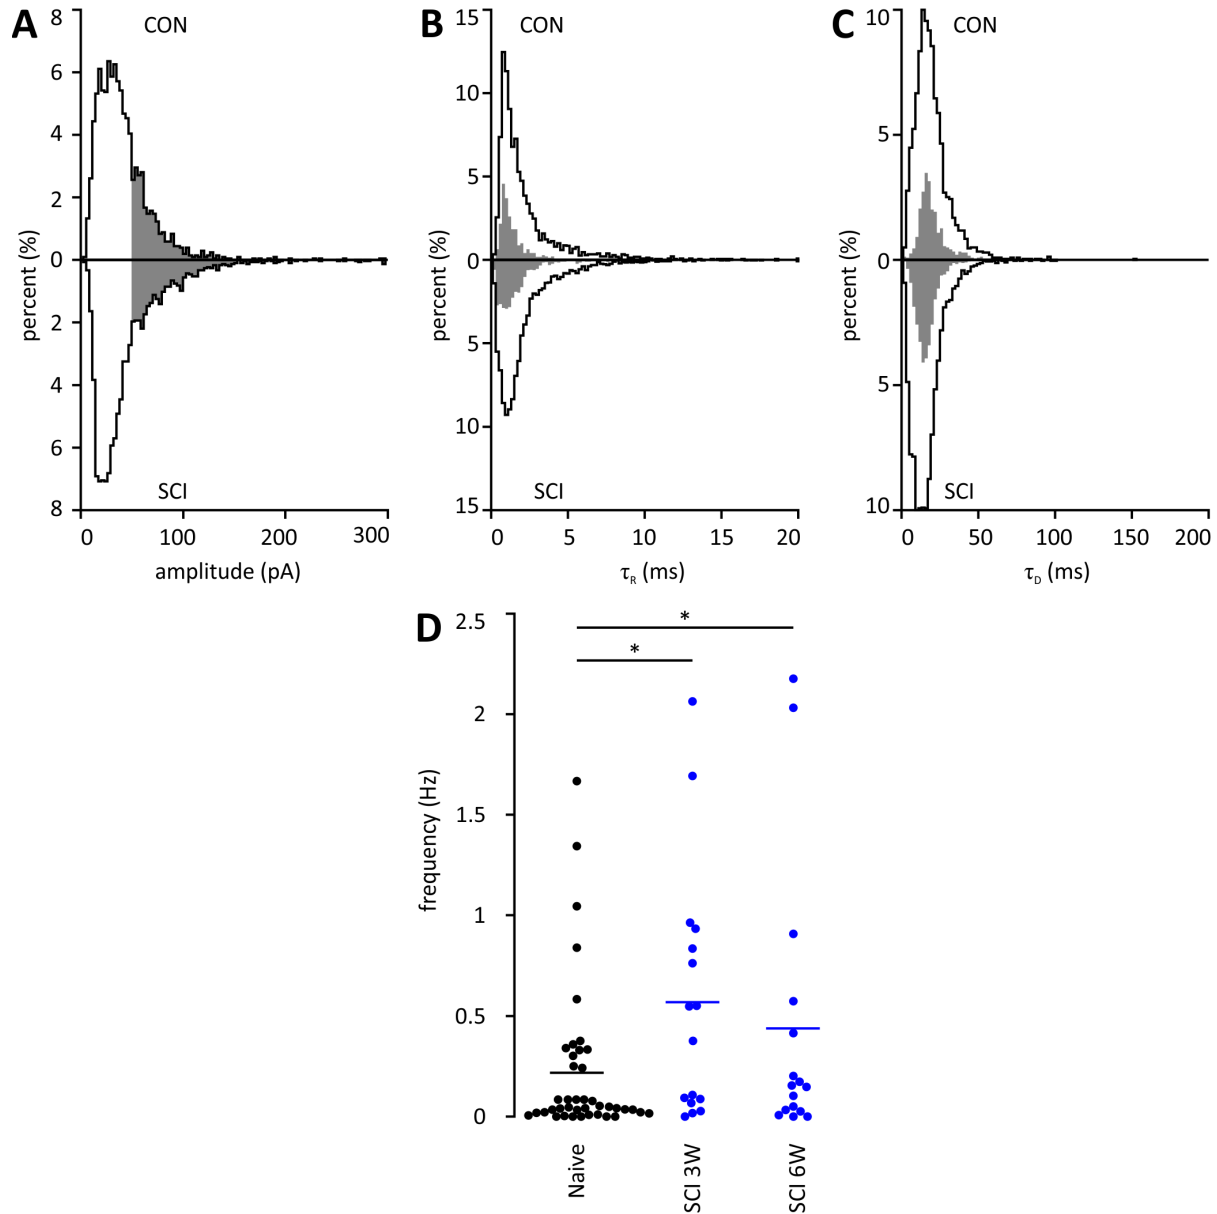 A
CON
8
6
4
2
0
2
4
6
8
percent (%)
SCI
0
100
200
300
amplitude (pA)
B
CON
15
10
5
0
5
10
15
percent (%)
SCI
0
5
10
15
20
τR (ms)
C
CON
10
5
0
5
10
percent (%)
SCI
0
50
100
150
200
τD (ms)
D
2.5
2
1.5
1
0.5
0
frequency (Hz)
*
*
Naive
SCI 3W
SCI 6W